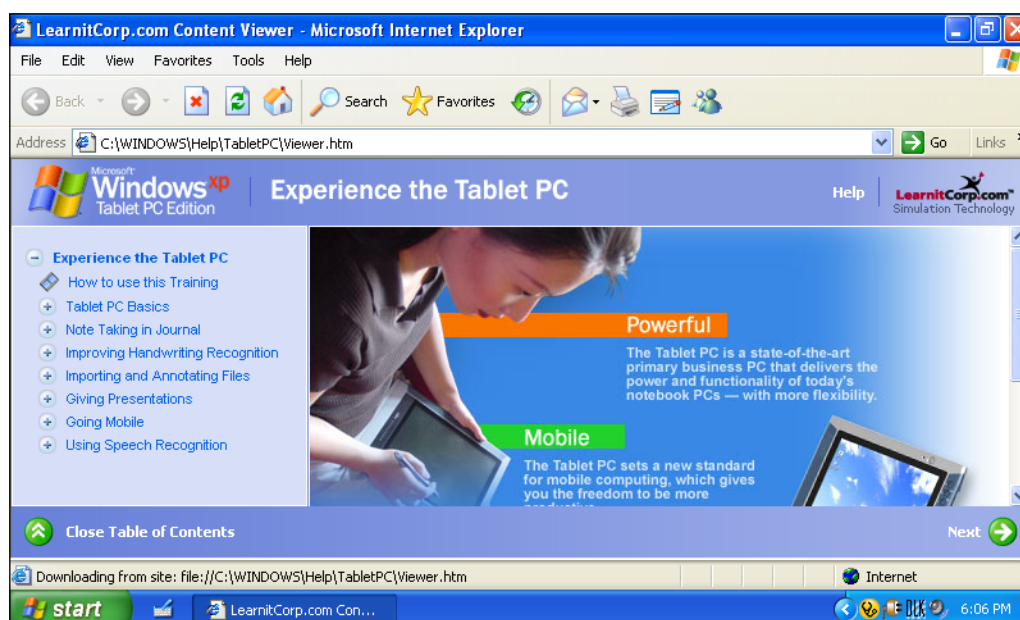 LearnitCorp.com Content Viewer - Microsoft Internet Explorer
File Edit View Favorites Tools Help
Back Search Favorites
Address C:\WINDOWS\Help\TabletPC\Viewer.htm Go Links
Microsoft
Windows xp
Tablet PC Edition
Experience the Tablet PC
Help
LearnitCorp.com™
Simulation Technology
Experience the Tablet PC
How to use this Training
Tablet PC Basics
Note Taking in Journal
Improving Handwriting Recognition
Importing and Annotating Files
Giving Presentations
Going Mobile
Using Speech Recognition
Powerful
The Tablet PC is a state-of-the-art
primary business PC that delivers the
power and functionality of today's
notebook PCs — with more flexibility.
Mobile
The Tablet PC sets a new standard
for mobile computing, which gives
you the freedom to be more
Close Table of Contents
Next
Downloading from site: file://C:\WINDOWS\Help\TabletPC\Viewer.htm
Internet
start
LearnitCorp.com Con...
6:06 PM